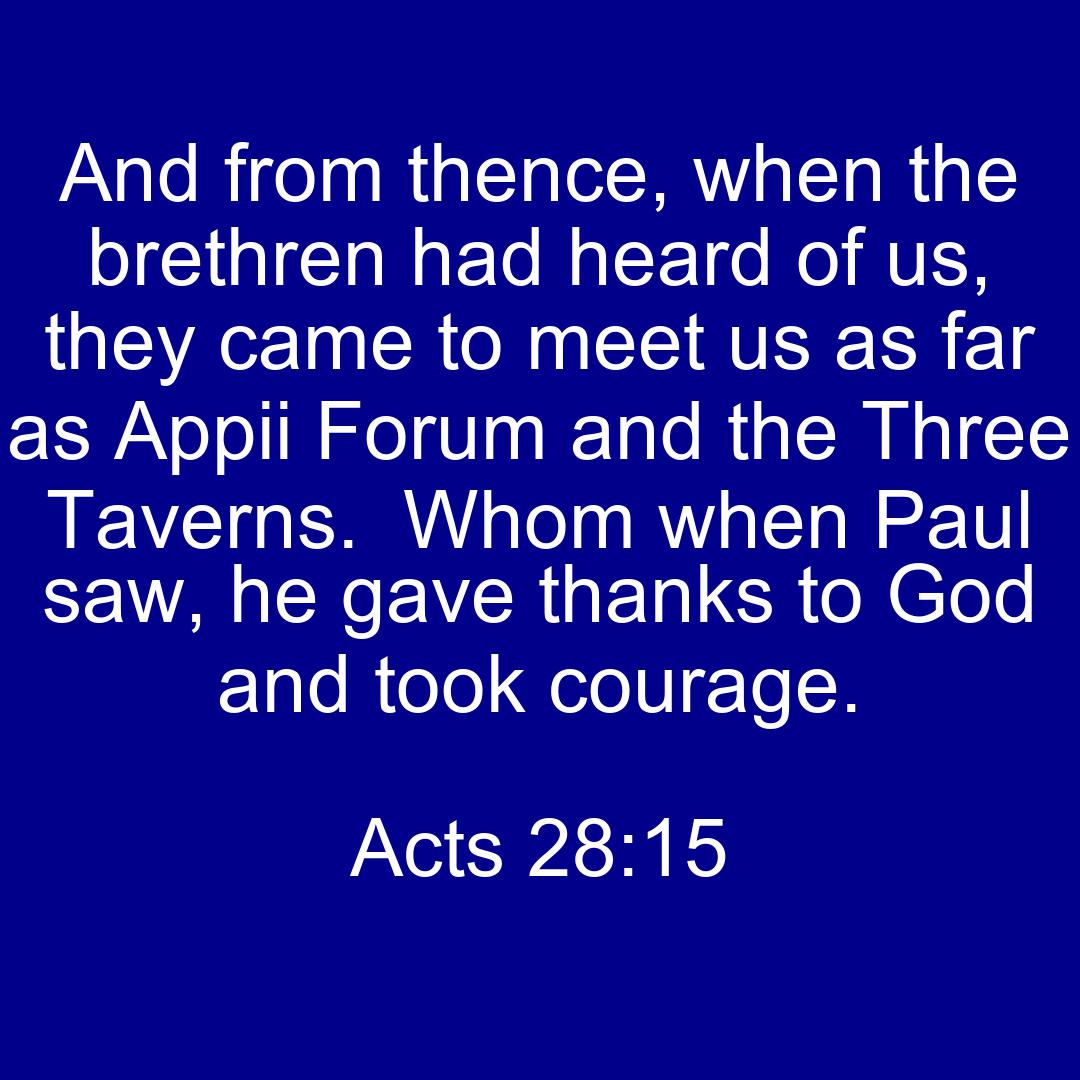 And from thence, when the
brethren had heard of us,
they came to meet us as far
as Appii Forum and the Three
Taverns.  Whom when Paul
saw, he gave thanks to God
and took courage.
Acts 28:15